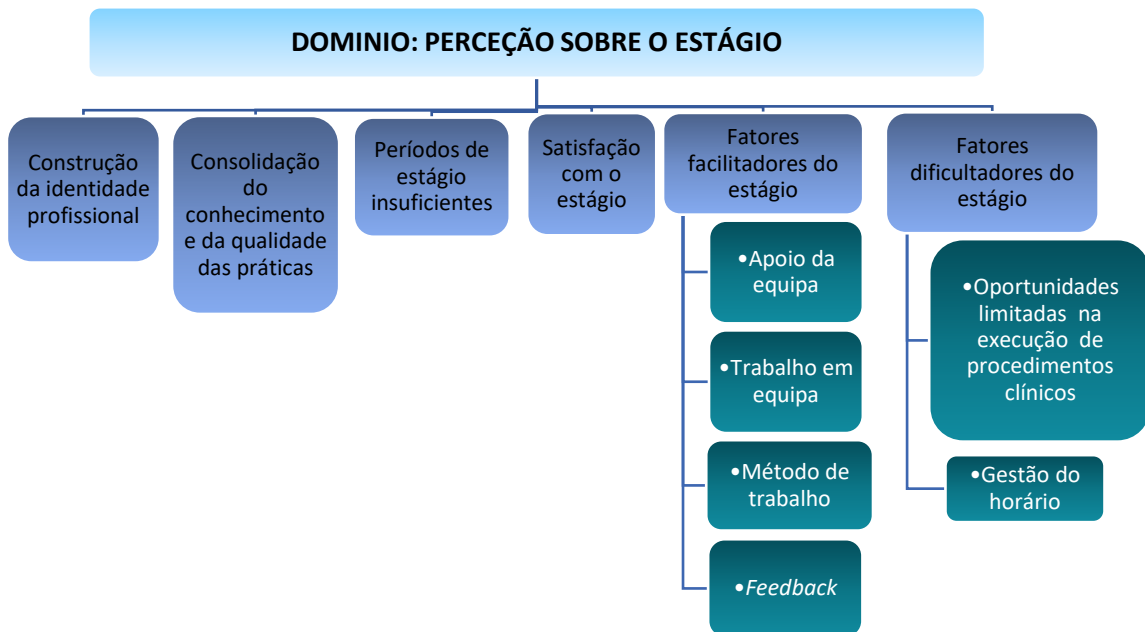 DOMINIO: PERCEÇÃO SOBRE O ESTÁGIO
Construção
da identidade
profissional
Consolidação
do
conhecimento
e da qualidade
das práticas
Períodos de
estágio
insuficientes
Satisfação
com o
estágio
Fatores
facilitadores do
estágio
•Apoio da
equipa
•Trabalho em
equipa
•Método de
trabalho
•Feedback
Fatores
dificultadores do
estágio
•Oportunidades
limitadas na
execução de
procedimentos
clínicos
•Gestão do
horário